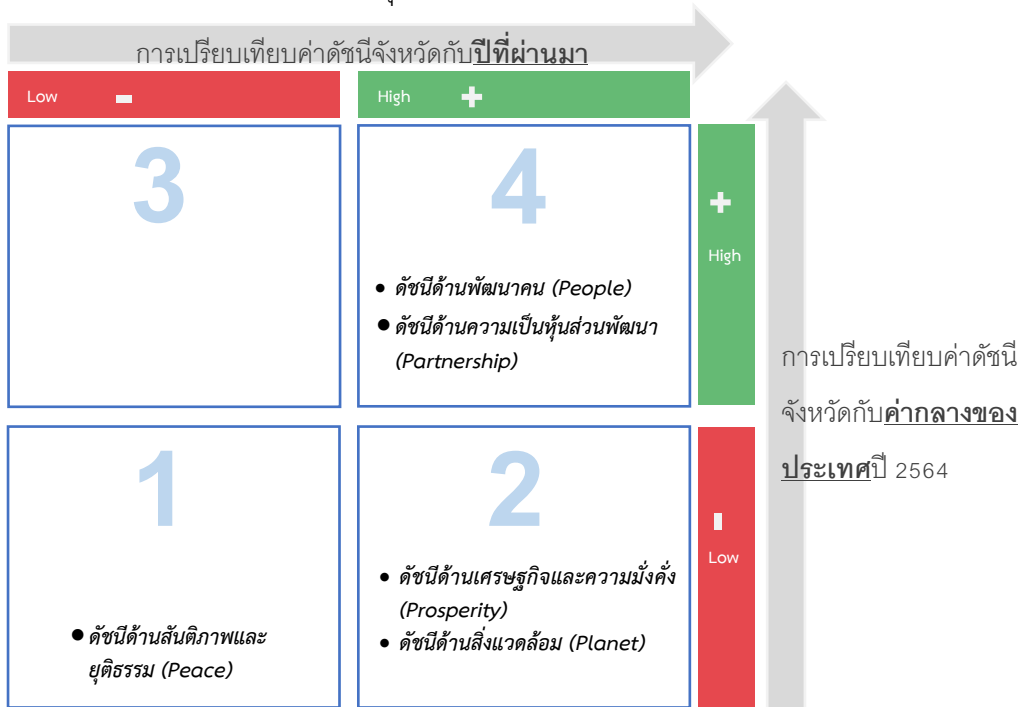 การเปรียบเทียบค่าดัชนีจังหวัดกับปีที่ผ่านมา
Low -
High +
3
4
+
High
• ดัชนีด้านพัฒนาคน (People)
• ดัชนีด้านความเป็นหุ้นส่วนพัฒนา
(Partnership)
การเปรียบเทียบค่าดัชนี
จังหวัดกับค่ากลางของ
ประเทศปี 2564
1
2
-
Low
• ดัชนีด้านสันติภาพและ
ยุติธรรม (Peace)
• ดัชนีด้านเศรษฐกิจและความมั่งคั่ง
(Prosperity)
• ดัชนีด้านสิ่งแวดล้อม (Planet)